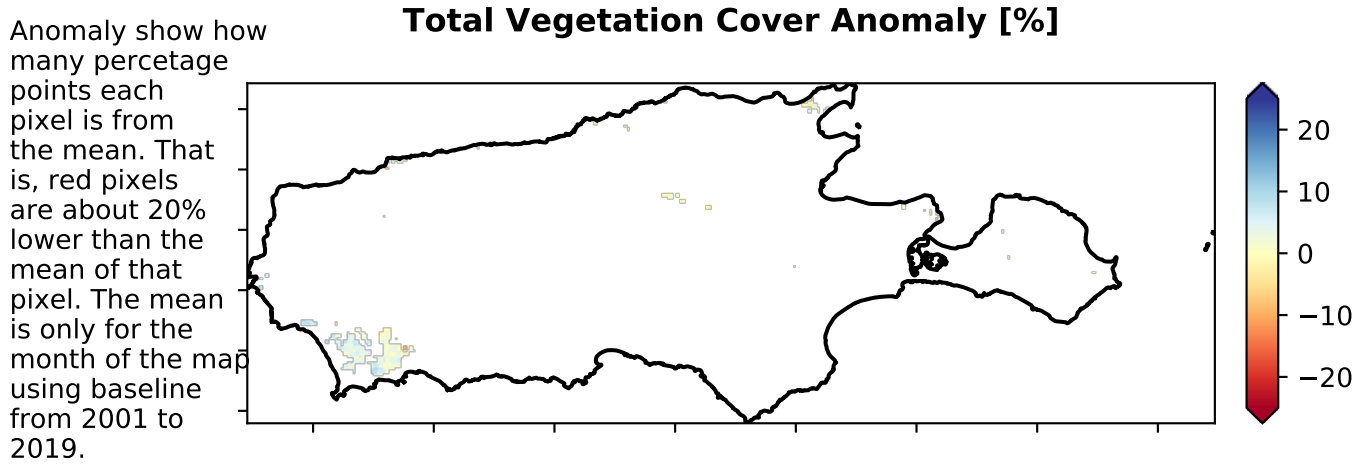 Total Vegetation Cover Anomaly [%]
Anomaly show how
many percetage
points each
pixel is from
the mean. That
is, red pixels
are about 20%
lower than the
mean of that
pixel. The mean
is only for the
month of the map
using baseline
from 2001 to
2019.
20
10
0
−10
−20